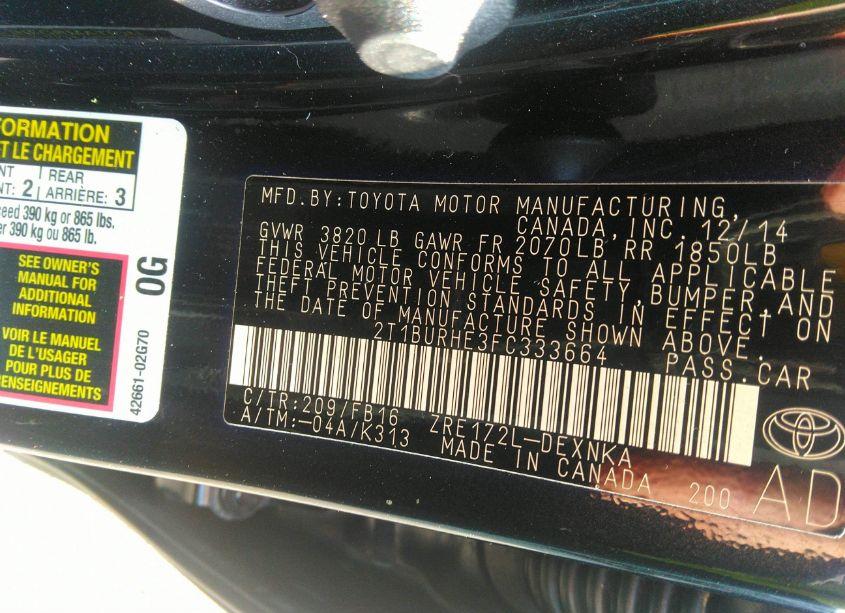 FORMATION
ET LE CHARGEMENT
NT 2 REAR 3
NT: ARRIÈRE:
eed 390 kg or 865 lbs.
er 390 kg ou 865 lb.
SEE OWNER'S
MANUAL FOR
ADDITIONAL
INFORMATION
VOIR LE MANUEL
DE L'USAGER
POUR PLUS DE
RENSEIGNEMENTS
0G
42661-02G70
MFD.BY:TOYOTA MOTOR MANUFACTURING,
CANADA,INC. 12/14
GVWR 3820 LB GAWR FR 2070LB RR 1850LB
THIS VEHICLE CONFORMS TO ALL APPLICABLE
FEDERAL MOTOR VEHICLE SAFETY,BUMPER,AND
THEFT PREVENTION STANDARDS IN EFFECT ON
THE DATE OF MANUFACTURE SHOWN ABOVE.
2T1BURHE3FC333664 PASS.CAR
C/TR:209/FB16 ZRE172L-DEXNKA
A/TM:-04A/K313 MADE IN CANADA 200 AD